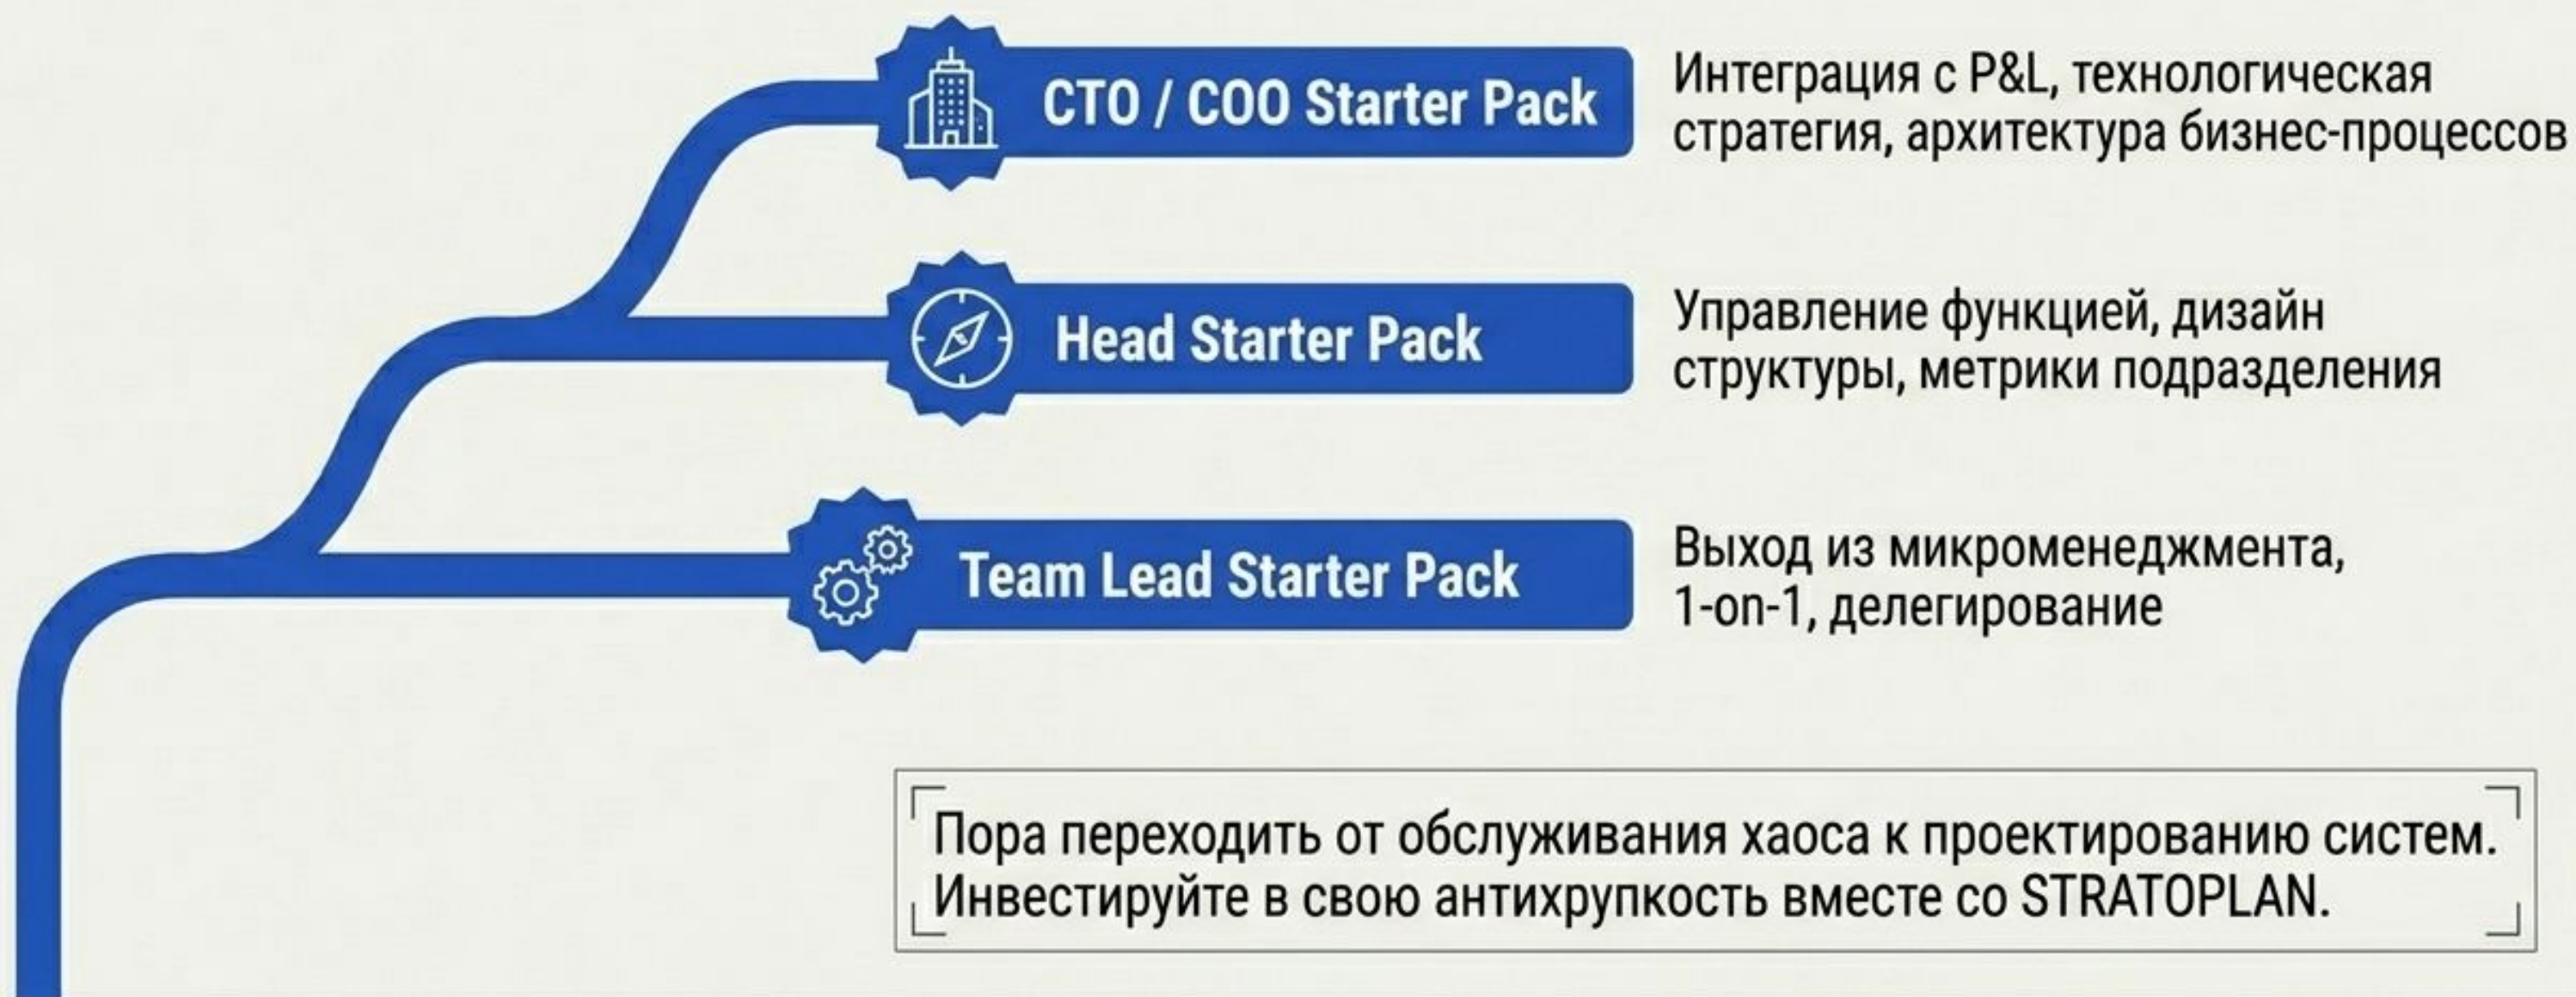 CTO / COO Starter Pack
Интеграция с P&L, технологическая
стратегия, архитектура бизнес-процессов
Head Starter Pack
Управление функцией, дизайн
структуры, метрики подразделения
Team Lead Starter Pack
Выход из микроменеджмента,
1-on-1, делегирование
Пора переходить от обслуживания хаоса к проектированию систем.
Инвестируйте в свою антихрупкость вместе со STRATOPLAN.